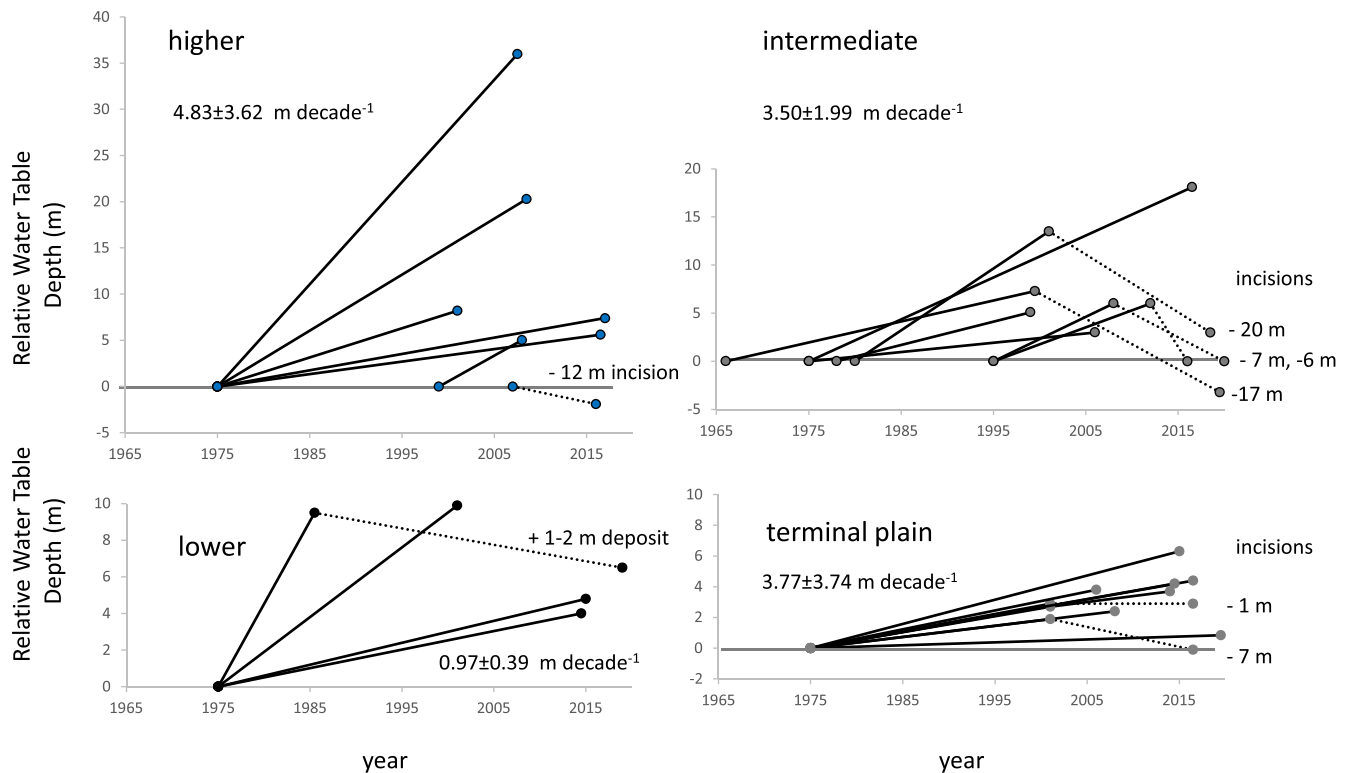 higher
4.83±3.62 m decade-1
Relative Water Table
Depth (m)
40
35
30
25
20
15
10
5
0
-5
- 12 m incision
1965 1975 1985 1995 2005 2015
intermediate
3.50±1.99 m decade-1
20
15
10
5
0
-5
incisions
- 20 m
- 7 m, -6 m
-17 m
1965 1975 1985 1995 2005 2015
lower
Relative Water Table
Depth (m)
10
8
6
4
2
0
+ 1-2 m deposit
0.97±0.39 m decade-1
1965 1975 1985 1995 2005 2015
year
terminal plain
3.77±3.74 m decade-1
10
8
6
4
2
0
-2
incisions
- 1 m
- 7 m
1965 1975 1985 1995 2005 2015
year